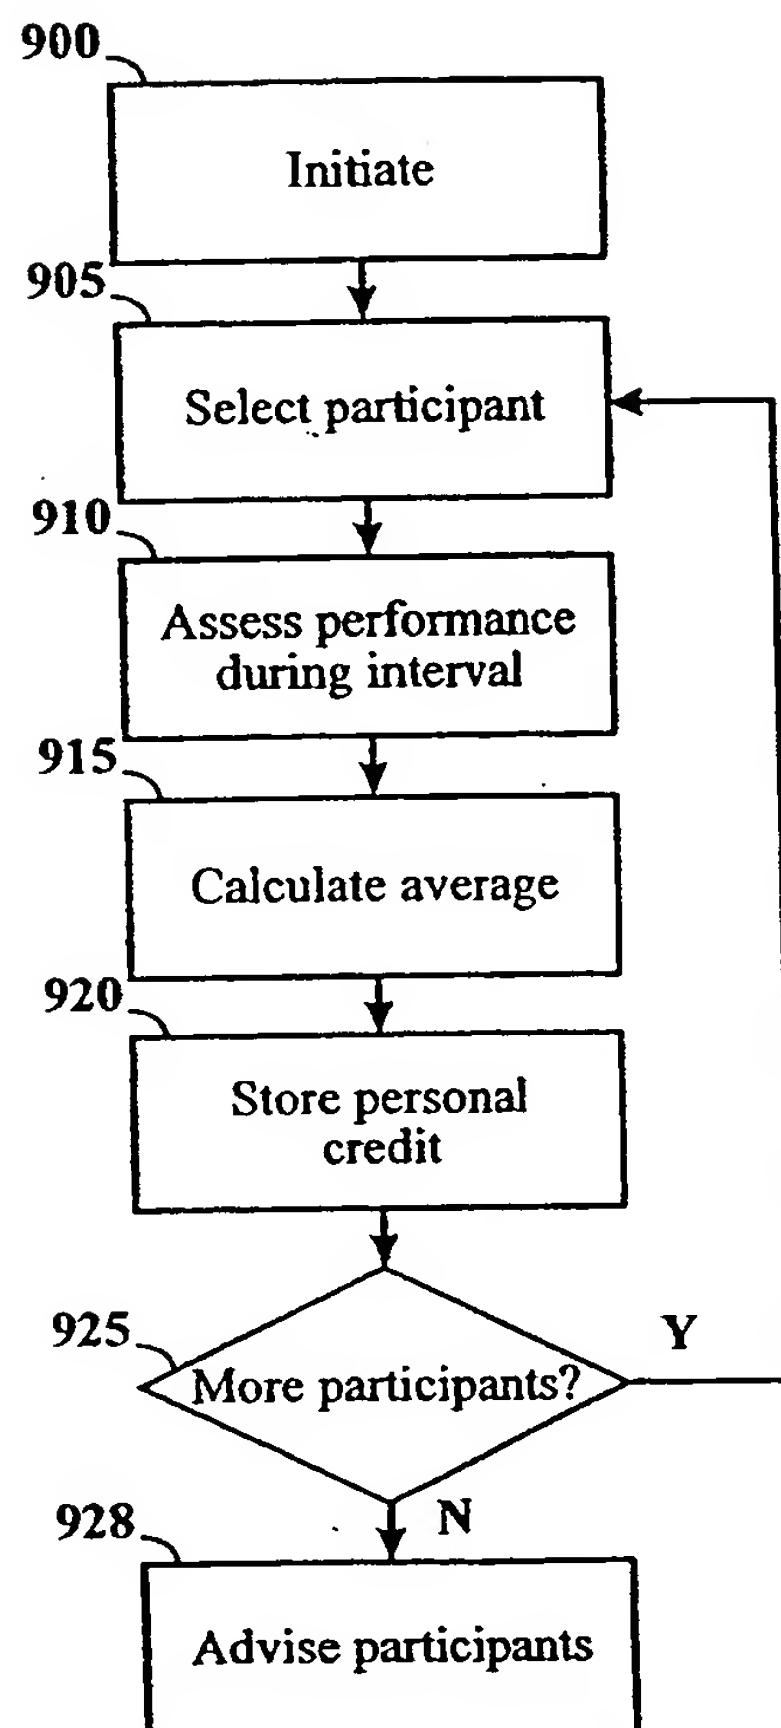 900
Initiate
905
Select participant
910
Assess performance
during interval
915
Calculate average
920
Store personal
credit
925
More participants?
Y
N
928
Advise participants